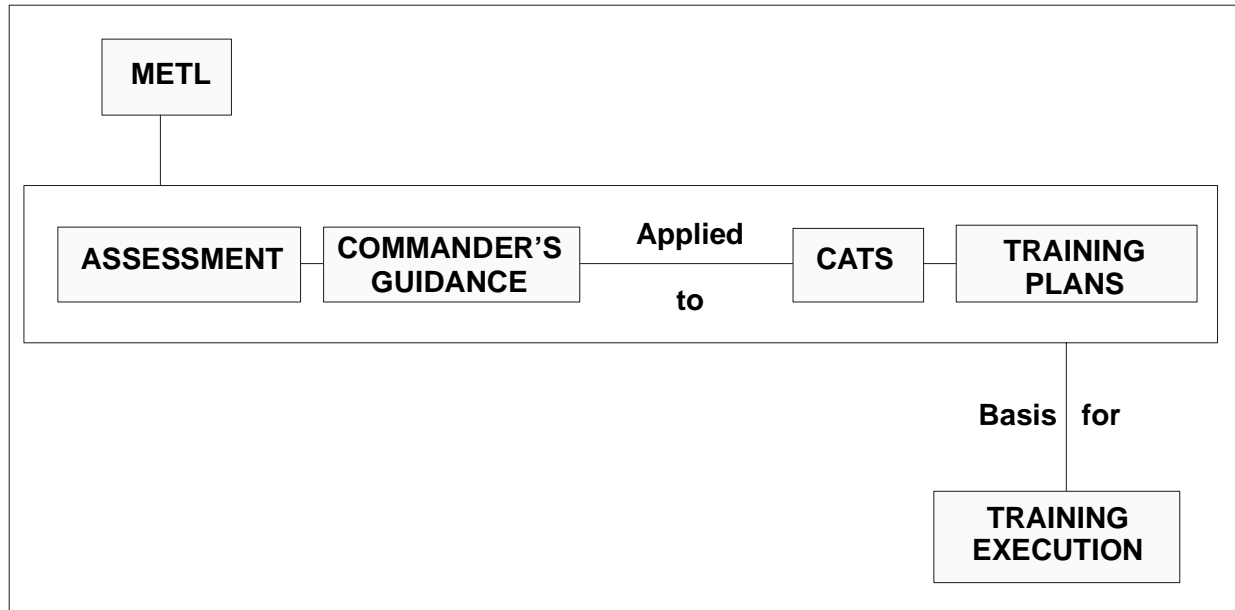 METL
ASSESSMENT
COMMANDER’S
GUIDANCE
Applied
to
CATS
TRAINING
PLANS
Basis for
TRAINING
EXECUTION